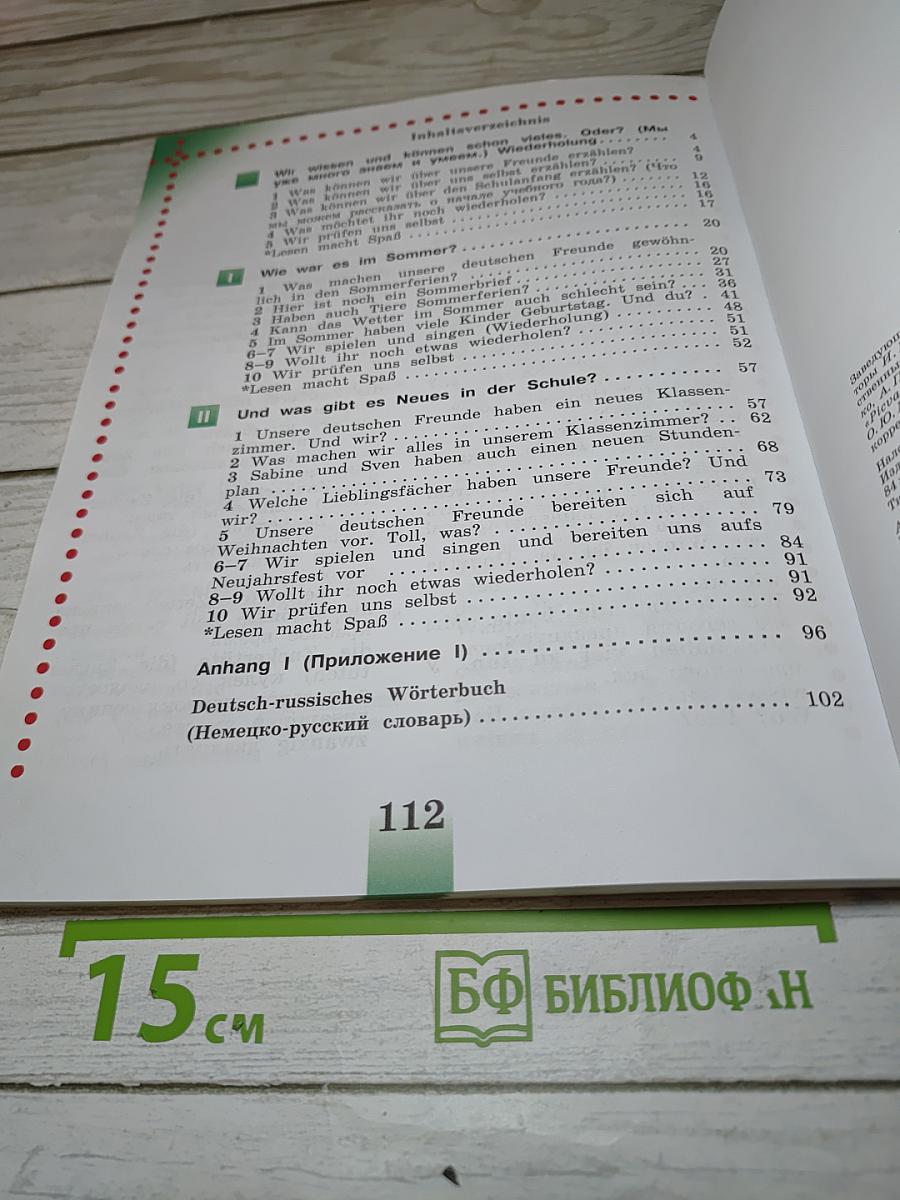 Inhaltsverzeichnis
Wir wissen und können schon vieles. Oder? (Мы
уже много знаем и умеем.) Wiederholung . . . . . . . . 4
1 Was können wir über unsere Freunde erzählen? 4
2 Was können wir über uns selbst erzählen? . . . . . . . . 9
3 Was können wir über den Schulanfang erzählen? (Что
мы можем рассказать о начале учебного года?) . . . . . 12
4 Was möchtet ihr noch wiederholen? . . . . . . . . 16
5 Wir prüfen uns selbst . . . . . . . . 16
*Lesen macht Spaß . . . . . . . . 17
I Wie war es im Sommer? . . . . . . . . 20
1 Was machen unsere deutschen Freunde gewöhn-
lich in den Sommerferien? . . . . . . . . 20
2 Hier ist noch ein Sommerbrief . . . . . . . . 27
3 Haben auch Tiere Sommerferien? . . . . . . . . 31
4 Kann das Wetter im Sommer auch schlecht sein? . . 36
5 Im Sommer haben viele Kinder Geburtstag. Und du? . 41
6–7 Wir spielen und singen (Wiederholung) . . . . . . . . 48
8–9 Wollt ihr noch etwas wiederholen? . . . . . . . . 51
10 Wir prüfen uns selbst . . . . . . . . 51
*Lesen macht Spaß . . . . . . . . 52
II Und was gibt es Neues in der Schule? . . . . . . . . . . . 57
1 Unsere deutschen Freunde haben ein neues Klassen-
zimmer. Und wir? . . . . . . . . 57
2 Was machen wir alles in unserem Klassenzimmer? . . 62
3 Sabine und Sven haben auch einen neuen Stunden-
plan . . . . . . . . 68
4 Welche Lieblingsfächer haben unsere Freunde? Und
wir? . . . . . . . . 73
5 Unsere deutschen Freunde bereiten sich auf
Weihnachten vor. Toll, was? . . . . . . . . 79
6–7 Wir spielen und singen und bereiten uns aufs
Neujahrsfest vor . . . . . . . . 84
8–9 Wollt ihr noch etwas wiederholen? . . . . . . . . 91
10 Wir prüfen uns selbst . . . . . . . . 91
*Lesen macht Spaß . . . . . . . . 92
Anhang I (Приложение I) . . . . . . . . 96
Deutsch-russisches Wörterbuch
(Немецко-русский словарь) . . . . . . . . 102
112
Заведующ
торы И.
ственны
ко, А. Г
О. Ю.
коррек
15 см
БФ БИБЛИОФАН